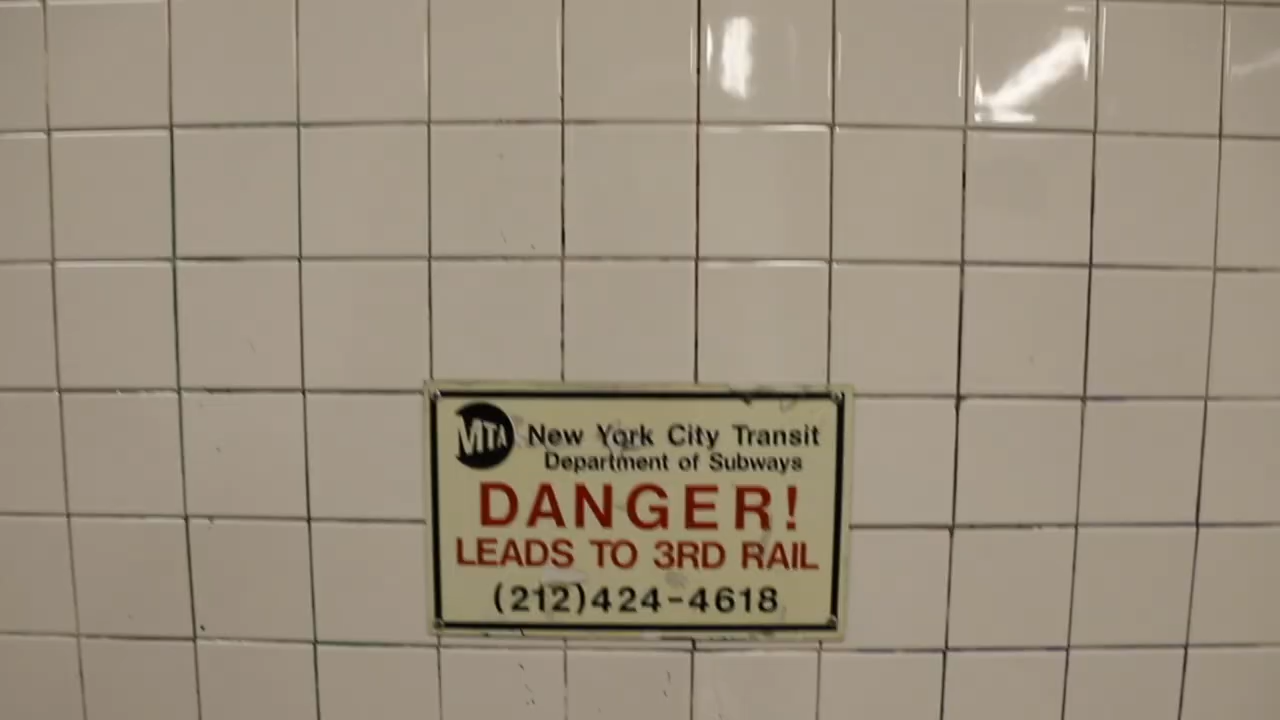 MTA New York City Transit
Department of Subways
DANGER!
LEADS TO 3RD RAIL
(212)424-4618